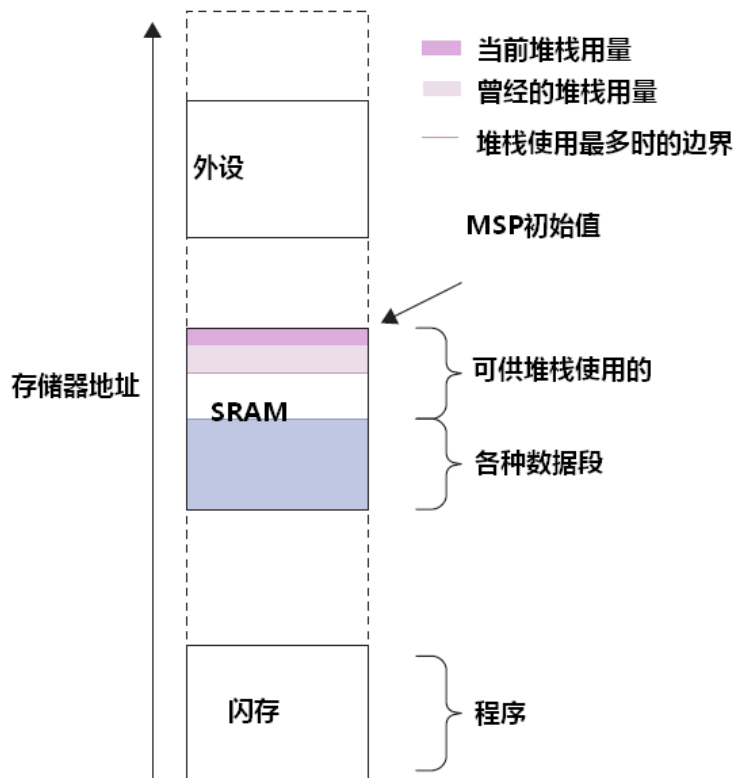 当前堆栈用量
曾经的堆栈用量
堆栈使用最多时的边界
外设
MSP初始值
可供堆栈使用的
存储器地址
SRAM
各种数据段
闪存
程序